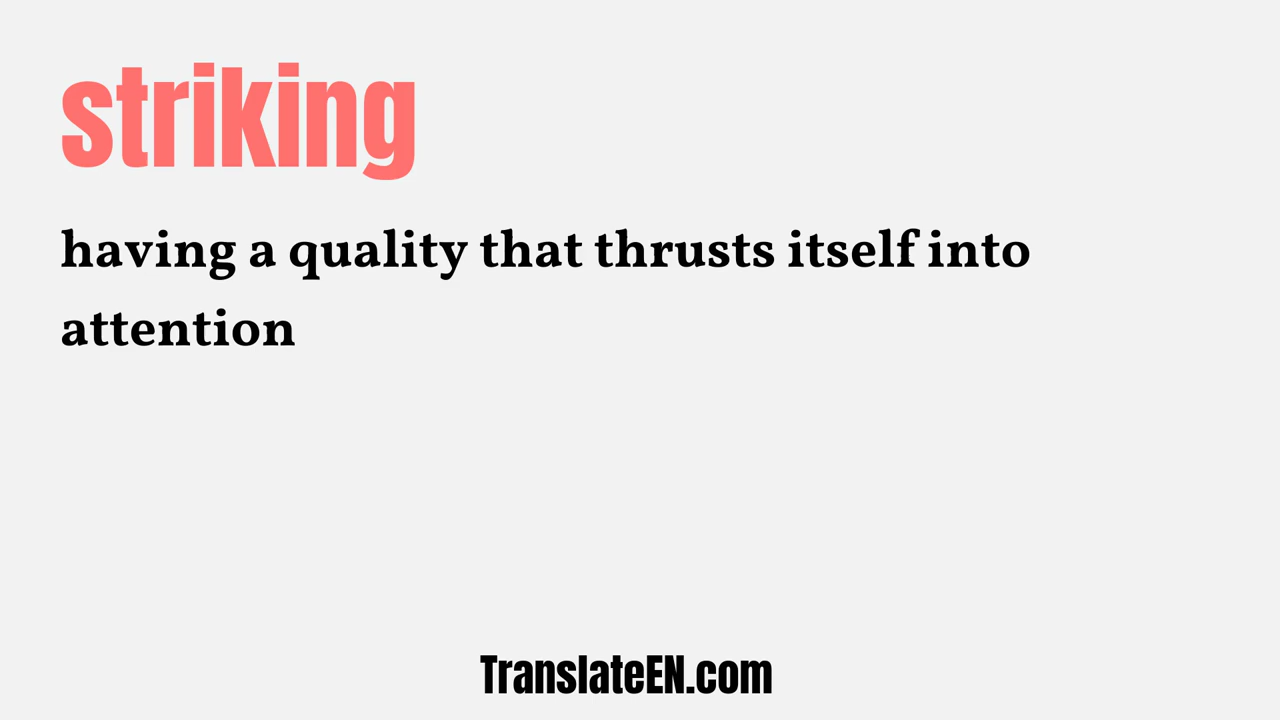 striking
having a quality that thrusts itself into
attention
TranslateEN.com